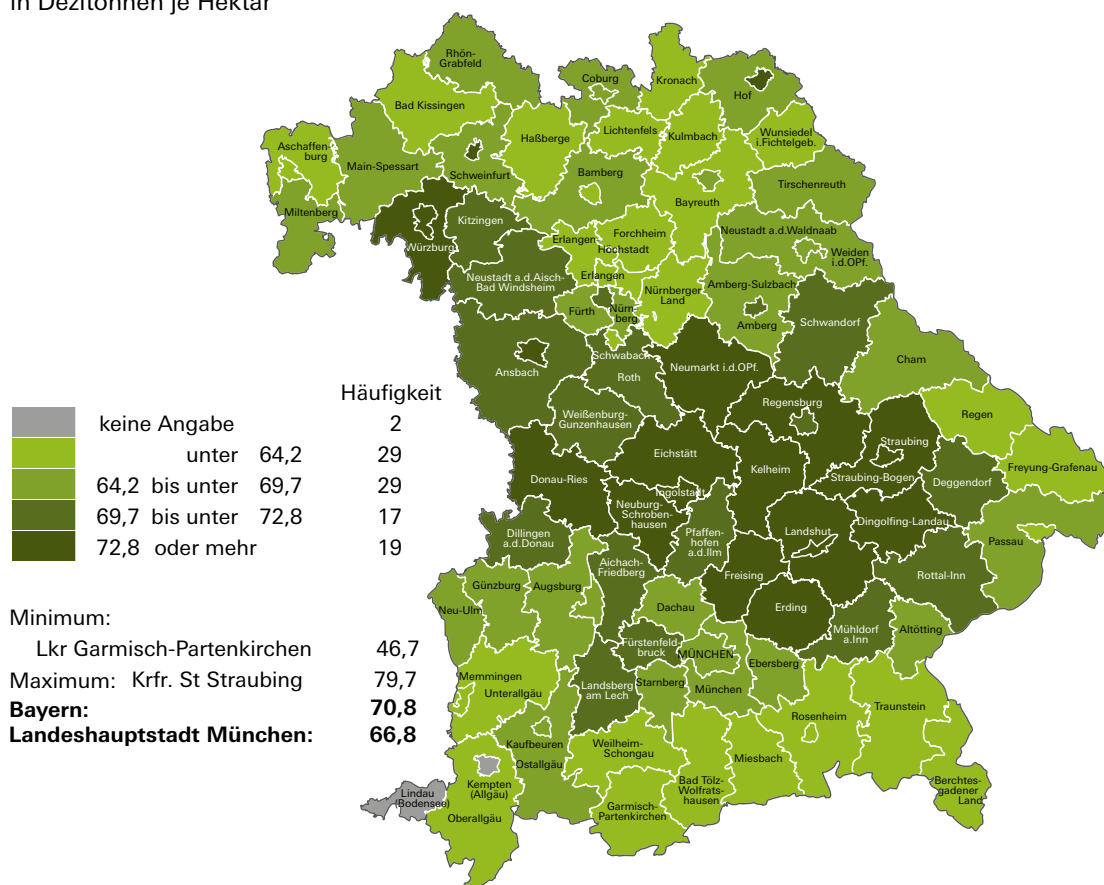 in Dezitonnen je Hektar
Rhön-
Grabfeld
Coburg
Kronach
Hof
Bad Kissingen
Lichtenfels
Kulmbach
Wunsiedel
i.Fichtelgeb.
Haßberge
Aschaffen-
burg
Main-Spessart
Schweinfurt
Bamberg
Bayreuth
Tirschenreuth
Miltenberg
Kitzingen
Würzburg
Forchheim
Erlangen
Höchstadt
Neustadt a.d.Waldnaab
Weiden
i.d.OPf.
Neustadt a.d.Aisch-
Bad Windsheim
Erlangen
Nürnberger
Land
Amberg-Sulzbach
Fürth
Nürn
berg
Amberg
Schwandorf
Ansbach
Schwabach
Roth
Neumarkt i.d.OPf.
Cham
Regensburg
Regen
Weißenburg-
Gunzenhausen
Straubing
Eichstätt
Kelheim
Freyung-Grafenau
Donau-Ries
Straubing-Bogen
Deggendorf
Ingolstadt
Neuburg-
Schroben-
hausen
Dillingen
a.d.Donau
Pfaffen-
hofen
a.d.Ilm
Landshut
Dingolfing-Landau
Passau
Aichach-
Friedberg
Freising
Rottal-Inn
Günzburg
Augsburg
Neu-Ulm
Dachau
Erding
Mühldorf
a.Inn
Altötting
Fürstenfeld-
bruck
MÜNCHEN
Ebersberg
Memmingen
Unterallgäu
Landsberg
am Lech
Starnberg
München
Rosenheim
Traunstein
Kaufbeuren
Ostallgäu
Weilheim-
Schongau
Miesbach
Bad Tölz-
Wolfrats-
hausen
Berchtes-
gadener
Land
Lindau
(Bodensee)
Kempten
(Allgäu)
Oberallgäu
Garmisch-
Partenkirchen
Häufigkeit
keine Angabe 2
unter 64,2 29
64,2 bis unter 69,7 29
69,7 bis unter 72,8 17
72,8 oder mehr 19
Minimum:
Lkr Garmisch-Partenkirchen 46,7
Maximum: Krfr. St Straubing 79,7
Bayern: 70,8
Landeshauptstadt München: 66,8